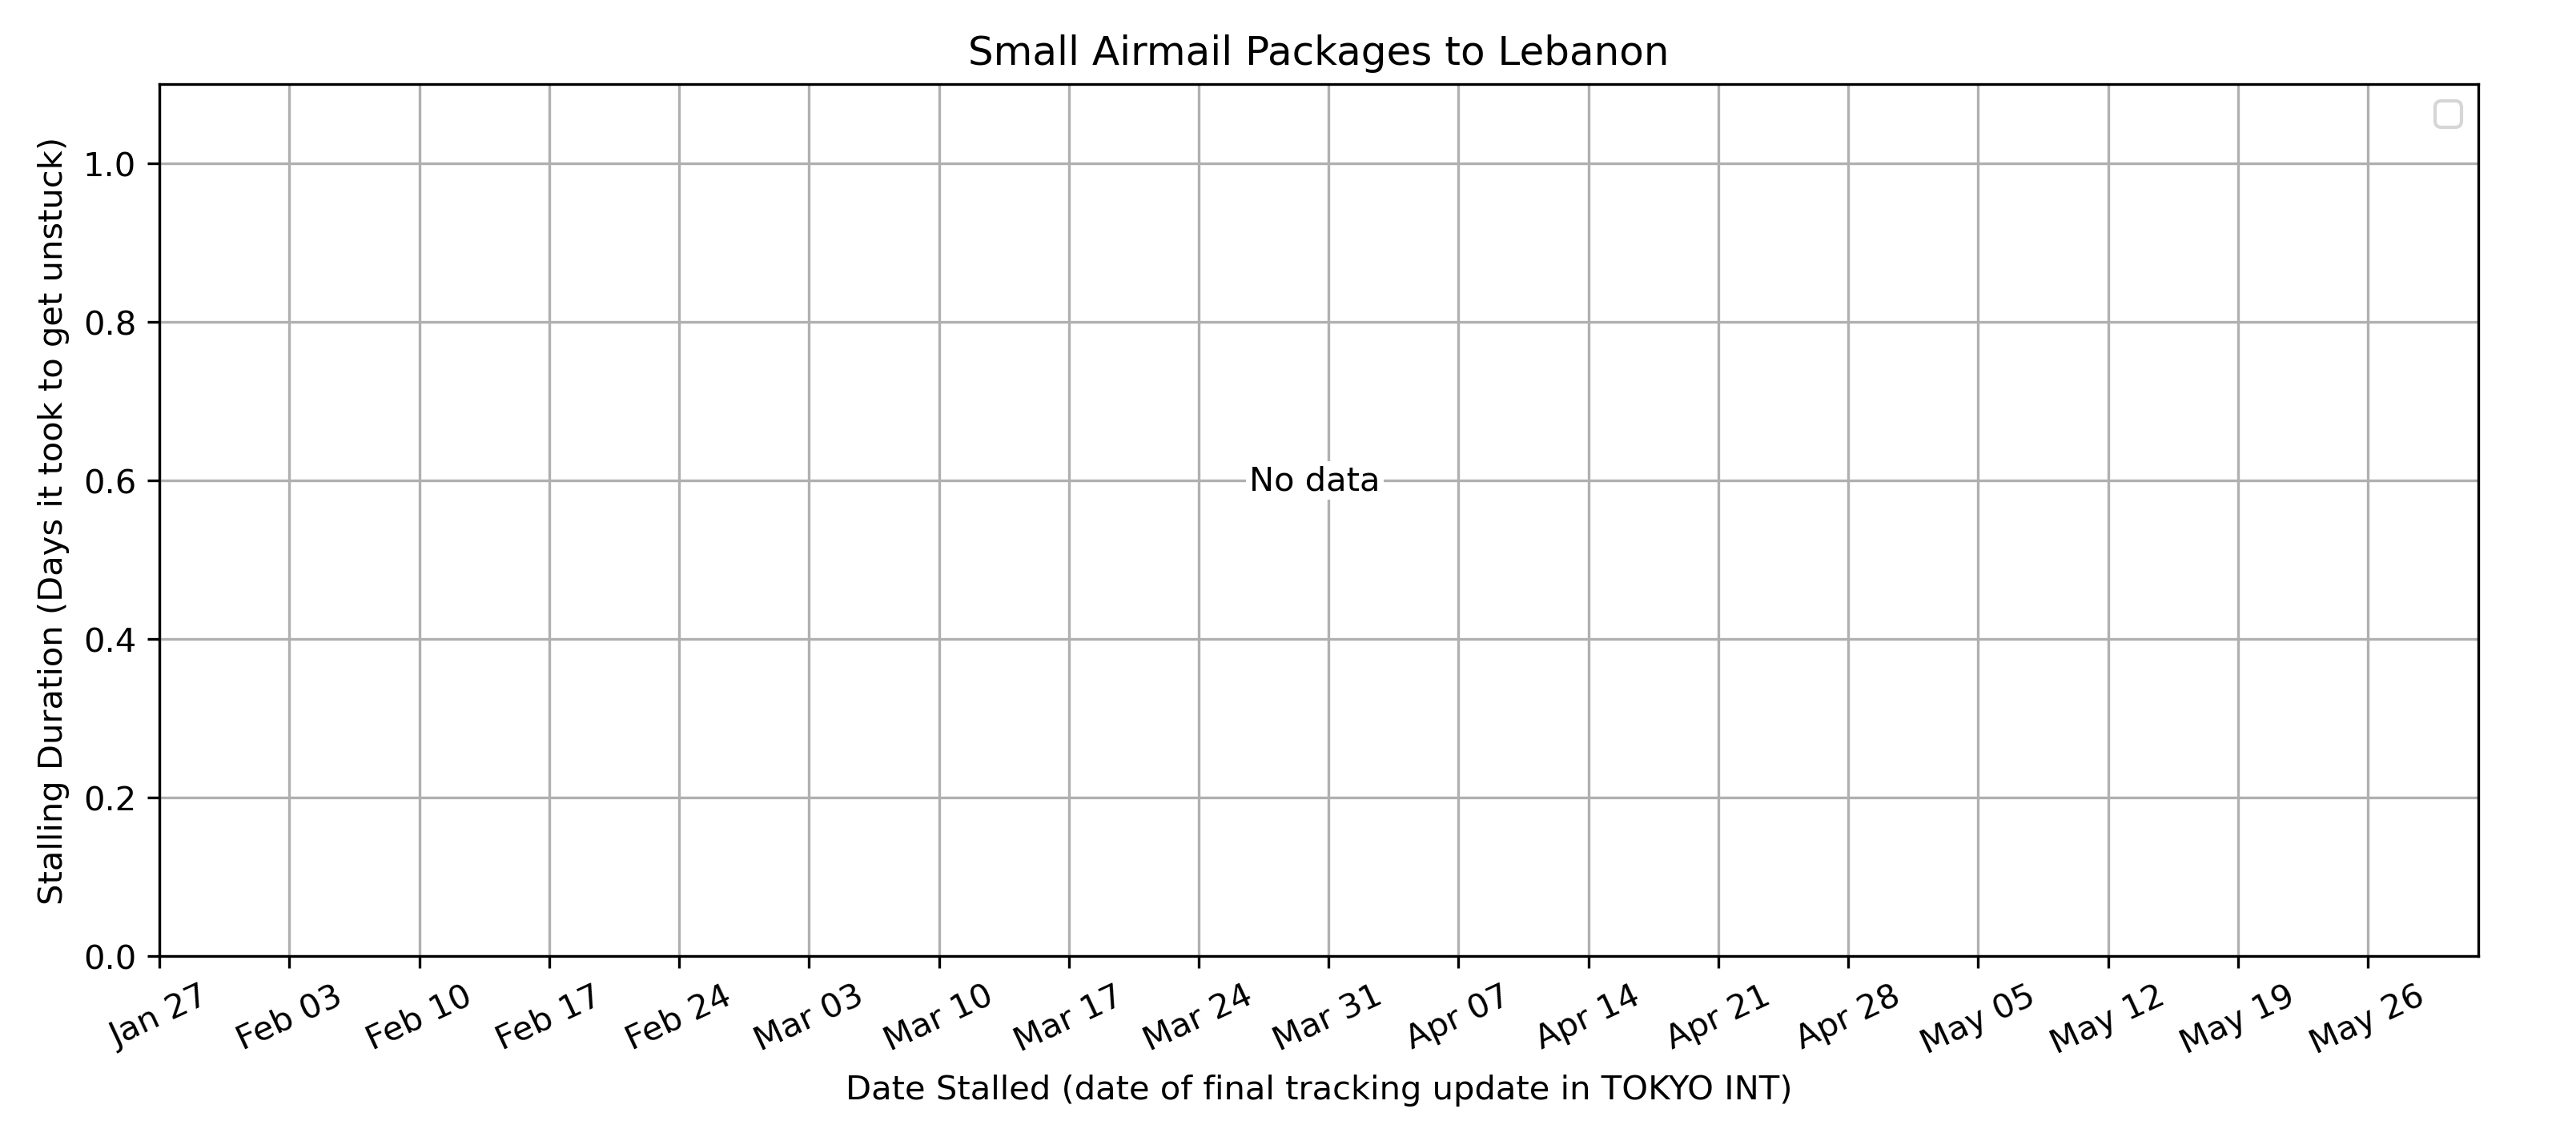 Small Airmail Packages to Lebanon
Stalling Duration (Days it took to get unstuck)
1.0
0.8
0.6
0.4
0.2
0.0
No data
Jan 27
Feb 03
Feb 10
Feb 17
Feb 24
Mar 03
Mar 10
Mar 17
Mar 24
Mar 31
Apr 07
Apr 14
Apr 21
Apr 28
May 05
May 12
May 19
May 26
Date Stalled (date of final tracking update in TOKYO INT)